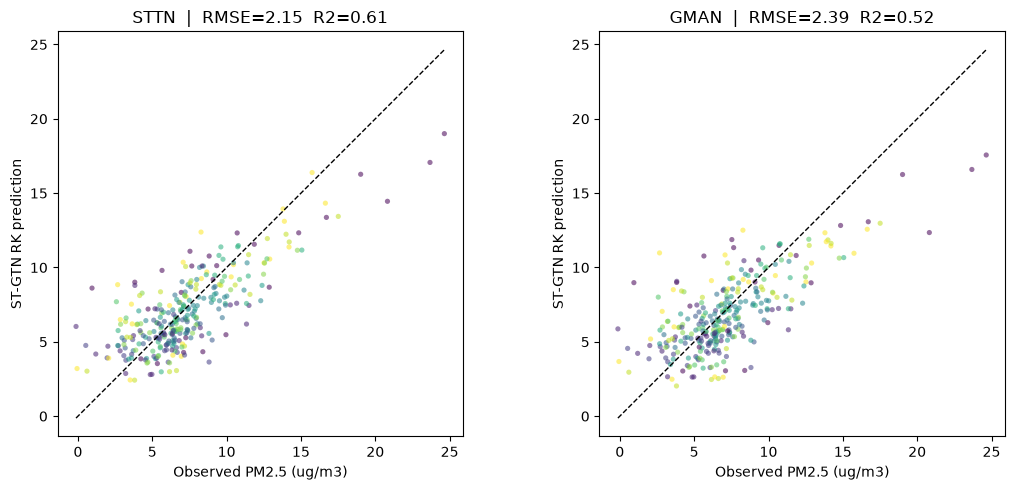 STTN | RMSE=2.15 R2=0.61
25
20
15
10
5
0
ST-GTN RK prediction
0 5 10 15 20 25
Observed PM2.5 (ug/m3)
GMAN | RMSE=2.39 R2=0.52
25
20
15
10
5
0
ST-GTN RK prediction
0 5 10 15 20 25
Observed PM2.5 (ug/m3)